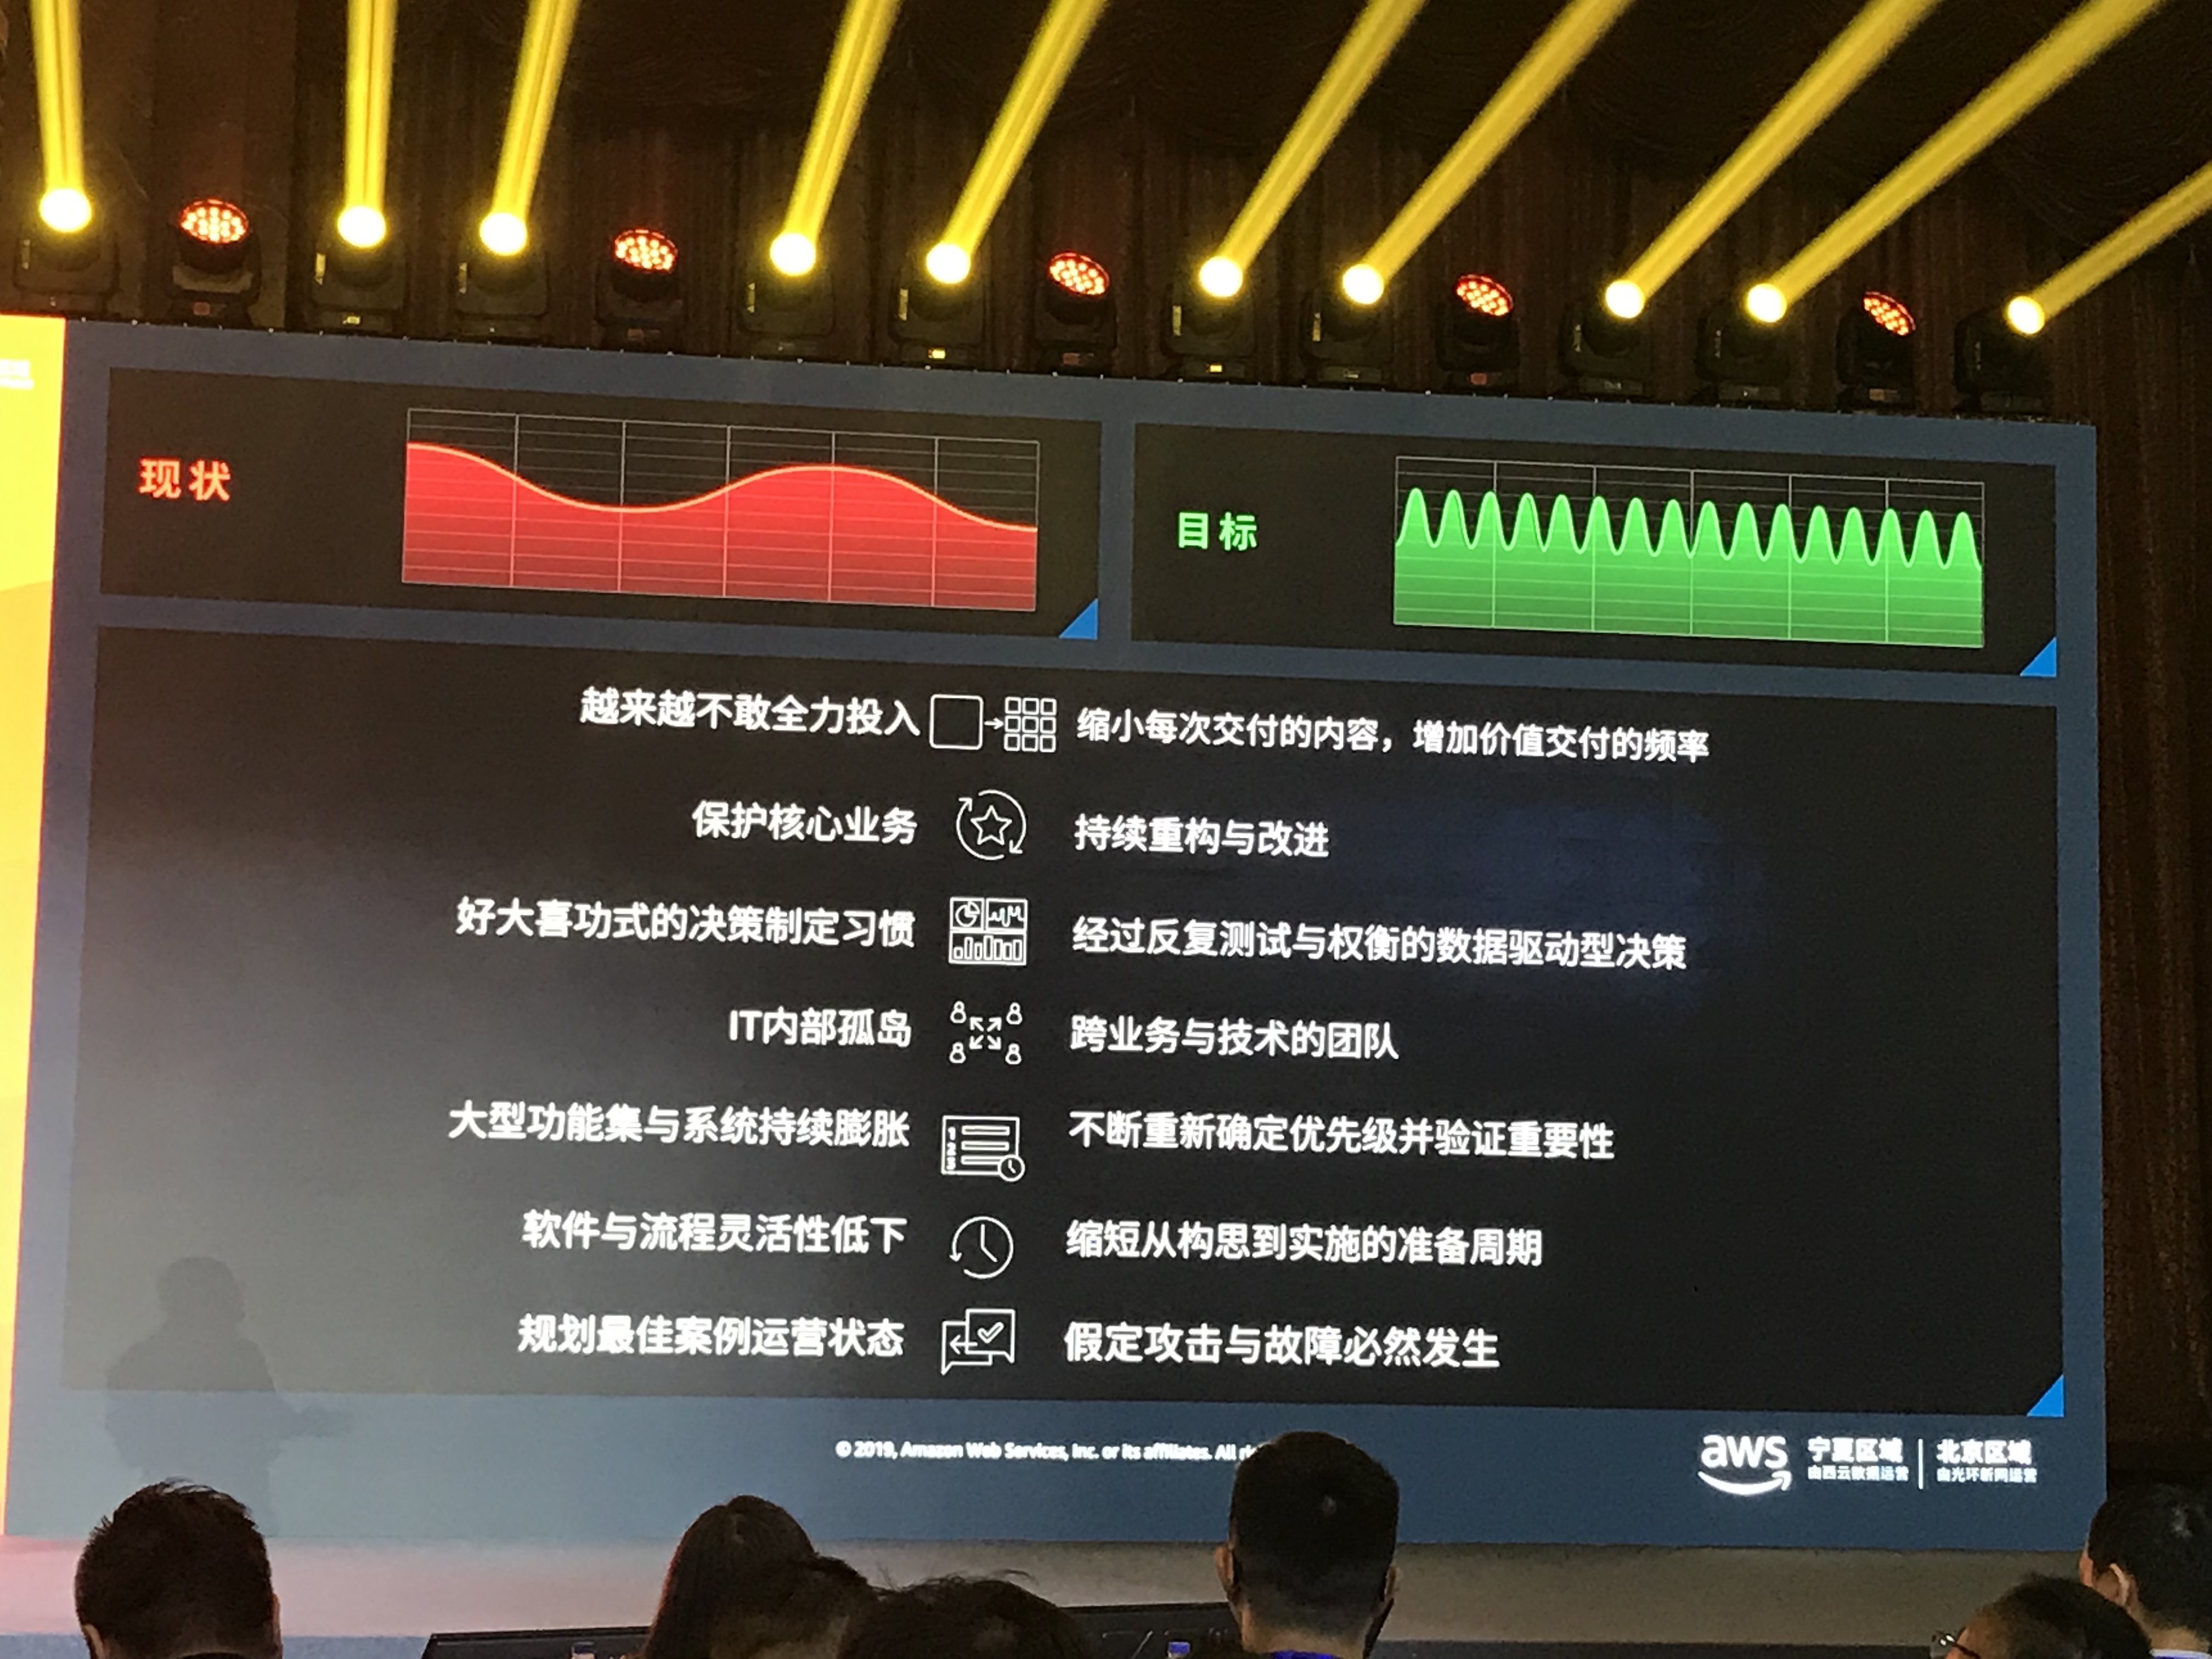 现状
目标
越来越不敢全力投入
缩小每次交付的内容，增加价值交付的频率
保护核心业务
持续重构与改进
好大喜功式的决策制定习惯
经过反复测试与权衡的数据驱动型决策
IT内部孤岛
跨业务与技术的团队
大型功能集与系统持续膨胀
1
2
3
不断重新确定优先级并验证重要性
软件与流程灵活性低下
缩短从构思到实施的准备周期
规划最佳案例运营状态
假定攻击与故障必然发生
© 2019, Amazon Web Services, Inc. or its affiliates. All
aws
宁夏区域
由西云数据运营
北京区域
由光环新网运营